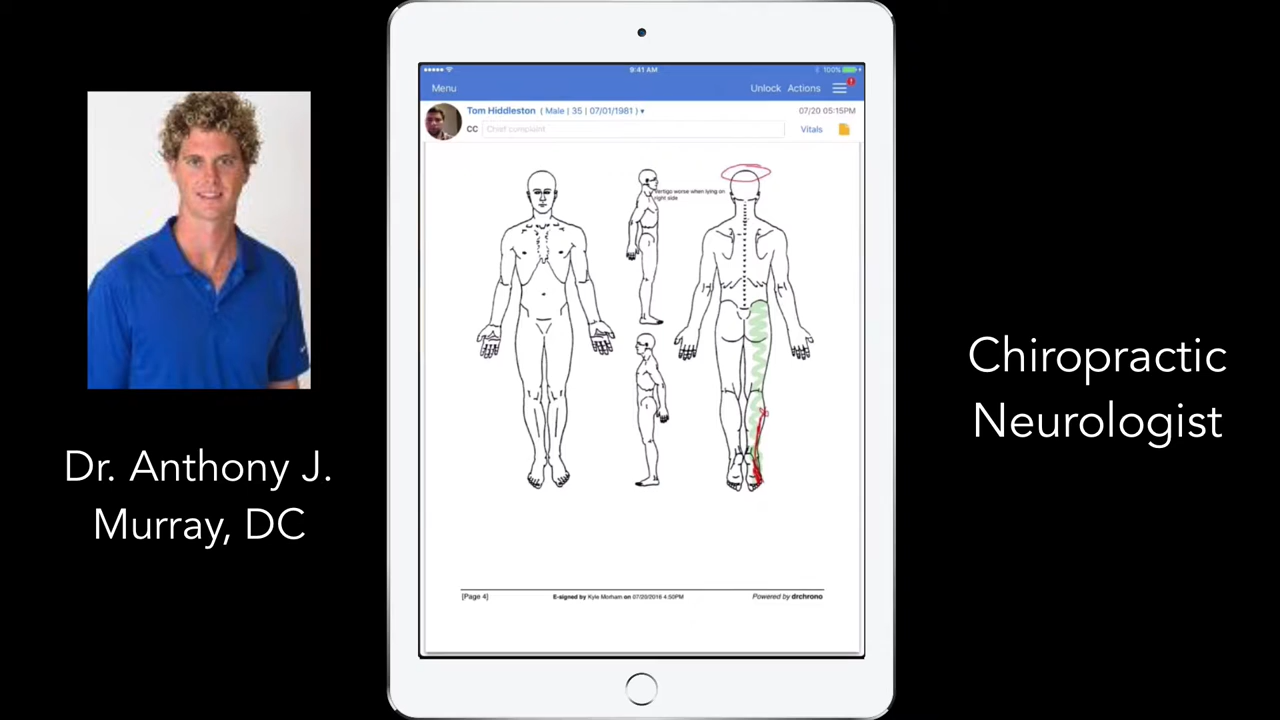 Dr. Anthony J.
Murray, DC
9:41 AM
100%
Menu
Unlock Actions
Tom Hiddleston ( Male | 35 | 07/01/1981 ) ▾
07/20 05:15PM
CC Chief complaint
Vitals
Vertigo worse when lying on
right side
[Page 4]
E-signed by Kyle Morham on 07/20/2016 4:50PM
Powered by drchrono
Chiropractic
Neurologist